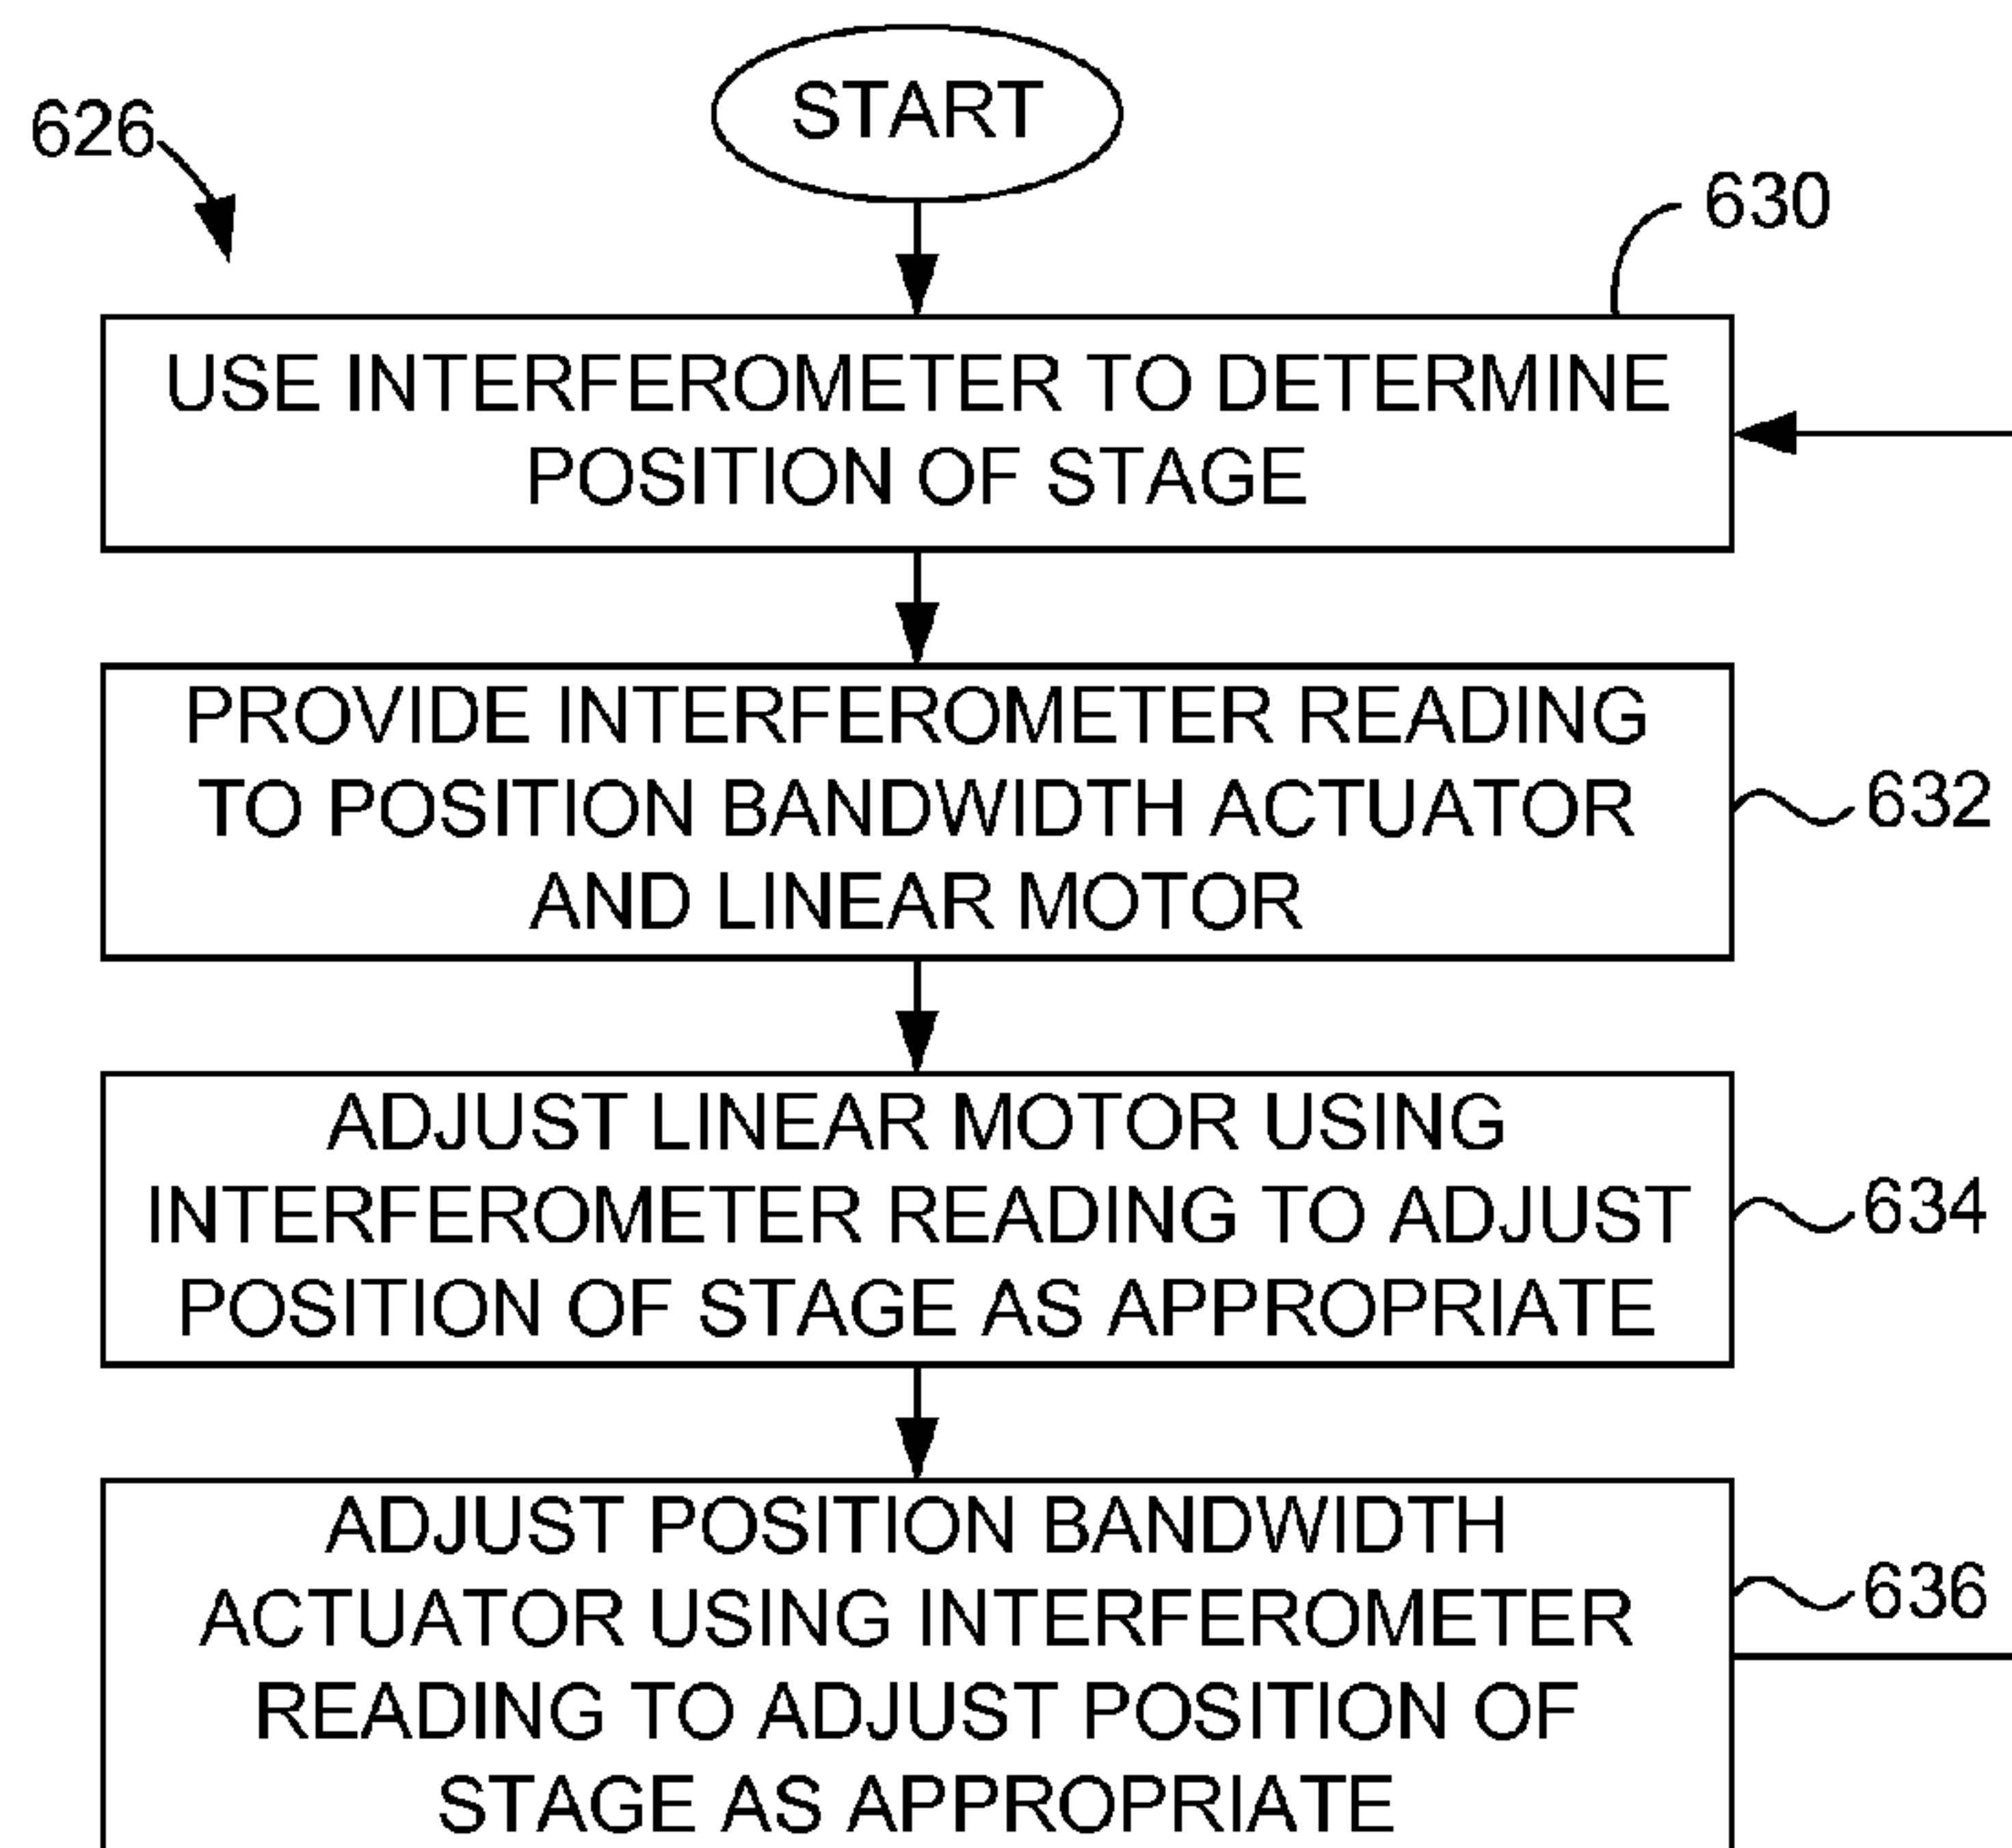 START
626
630
USE INTERFEROMETER TO DETERMINE
POSITION OF STAGE
PROVIDE INTERFEROMETER READING
TO POSITION BANDWIDTH ACTUATOR
AND LINEAR MOTOR
632
ADJUST LINEAR MOTOR USING
INTERFEROMETER READING TO ADJUST
POSITION OF STAGE AS APPROPRIATE
634
ADJUST POSITION BANDWIDTH
ACTUATOR USING INTERFEROMETER
READING TO ADJUST POSITION OF
STAGE AS APPROPRIATE
636